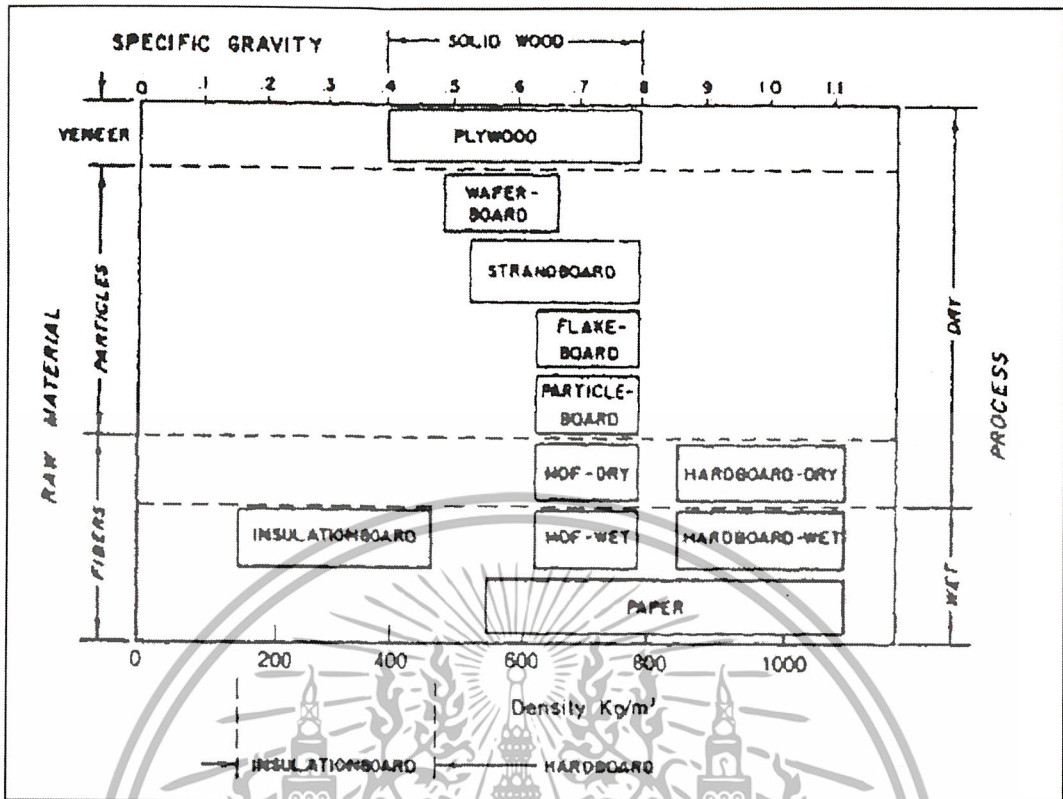 SPECIFIC GRAVITY
SOLID WOOD
0 .1 .2 .3 .4 .5 .6 .7 .8 .9 1.0 1.1
VENEER
PLYWOOD
WAFER-
BOARD
STRANDBOARD
FLAKE-
BOARD
PARTICLE-
BOARD
MDF-DRY
HARDBOARD-DRY
INSULATIONBOARD
MDF-WET
HARDBOARD-WET
PAPER
RAW MATERIAL
PARTICLES
FIBERS
DRY
WET
PROCESS
0 200 400 600 800 1000
Density Kg/m³
INSULATIONBOARD
HARDBOARD